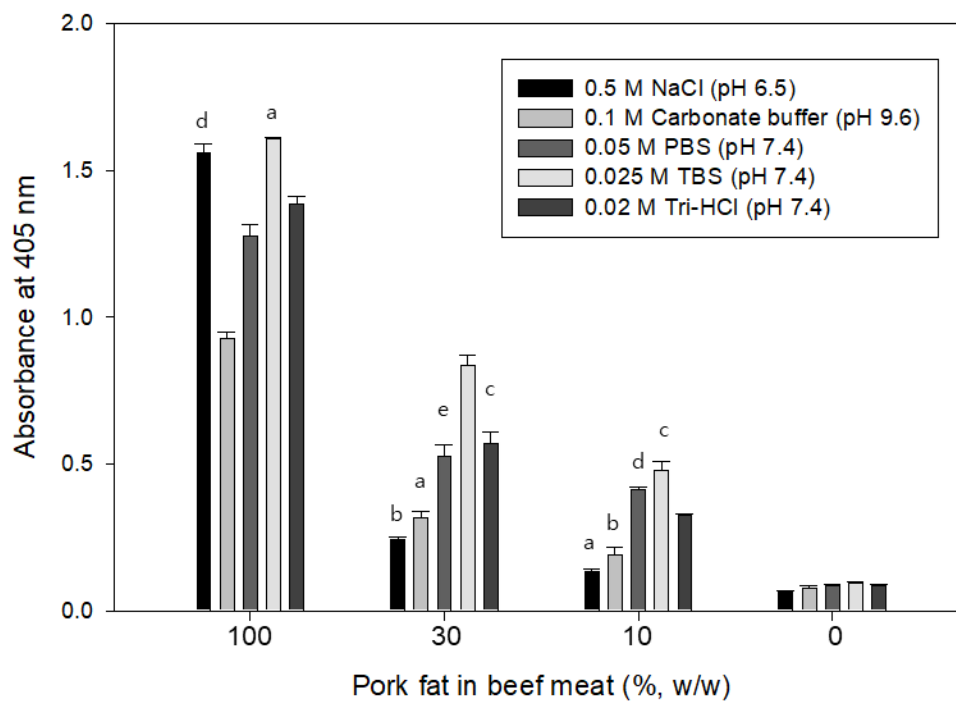 2.0
1.5
1.0
0.5
0.0
Absorbance at 405 nm
0.5 M NaCl (pH 6.5)
0.1 M Carbonate buffer (pH 9.6)
0.05 M PBS (pH 7.4)
0.025 M TBS (pH 7.4)
0.02 M Tri-HCl (pH 7.4)
d a
b a e c
a b d c
100 30 10 0
Pork fat in beef meat (%, w/w)